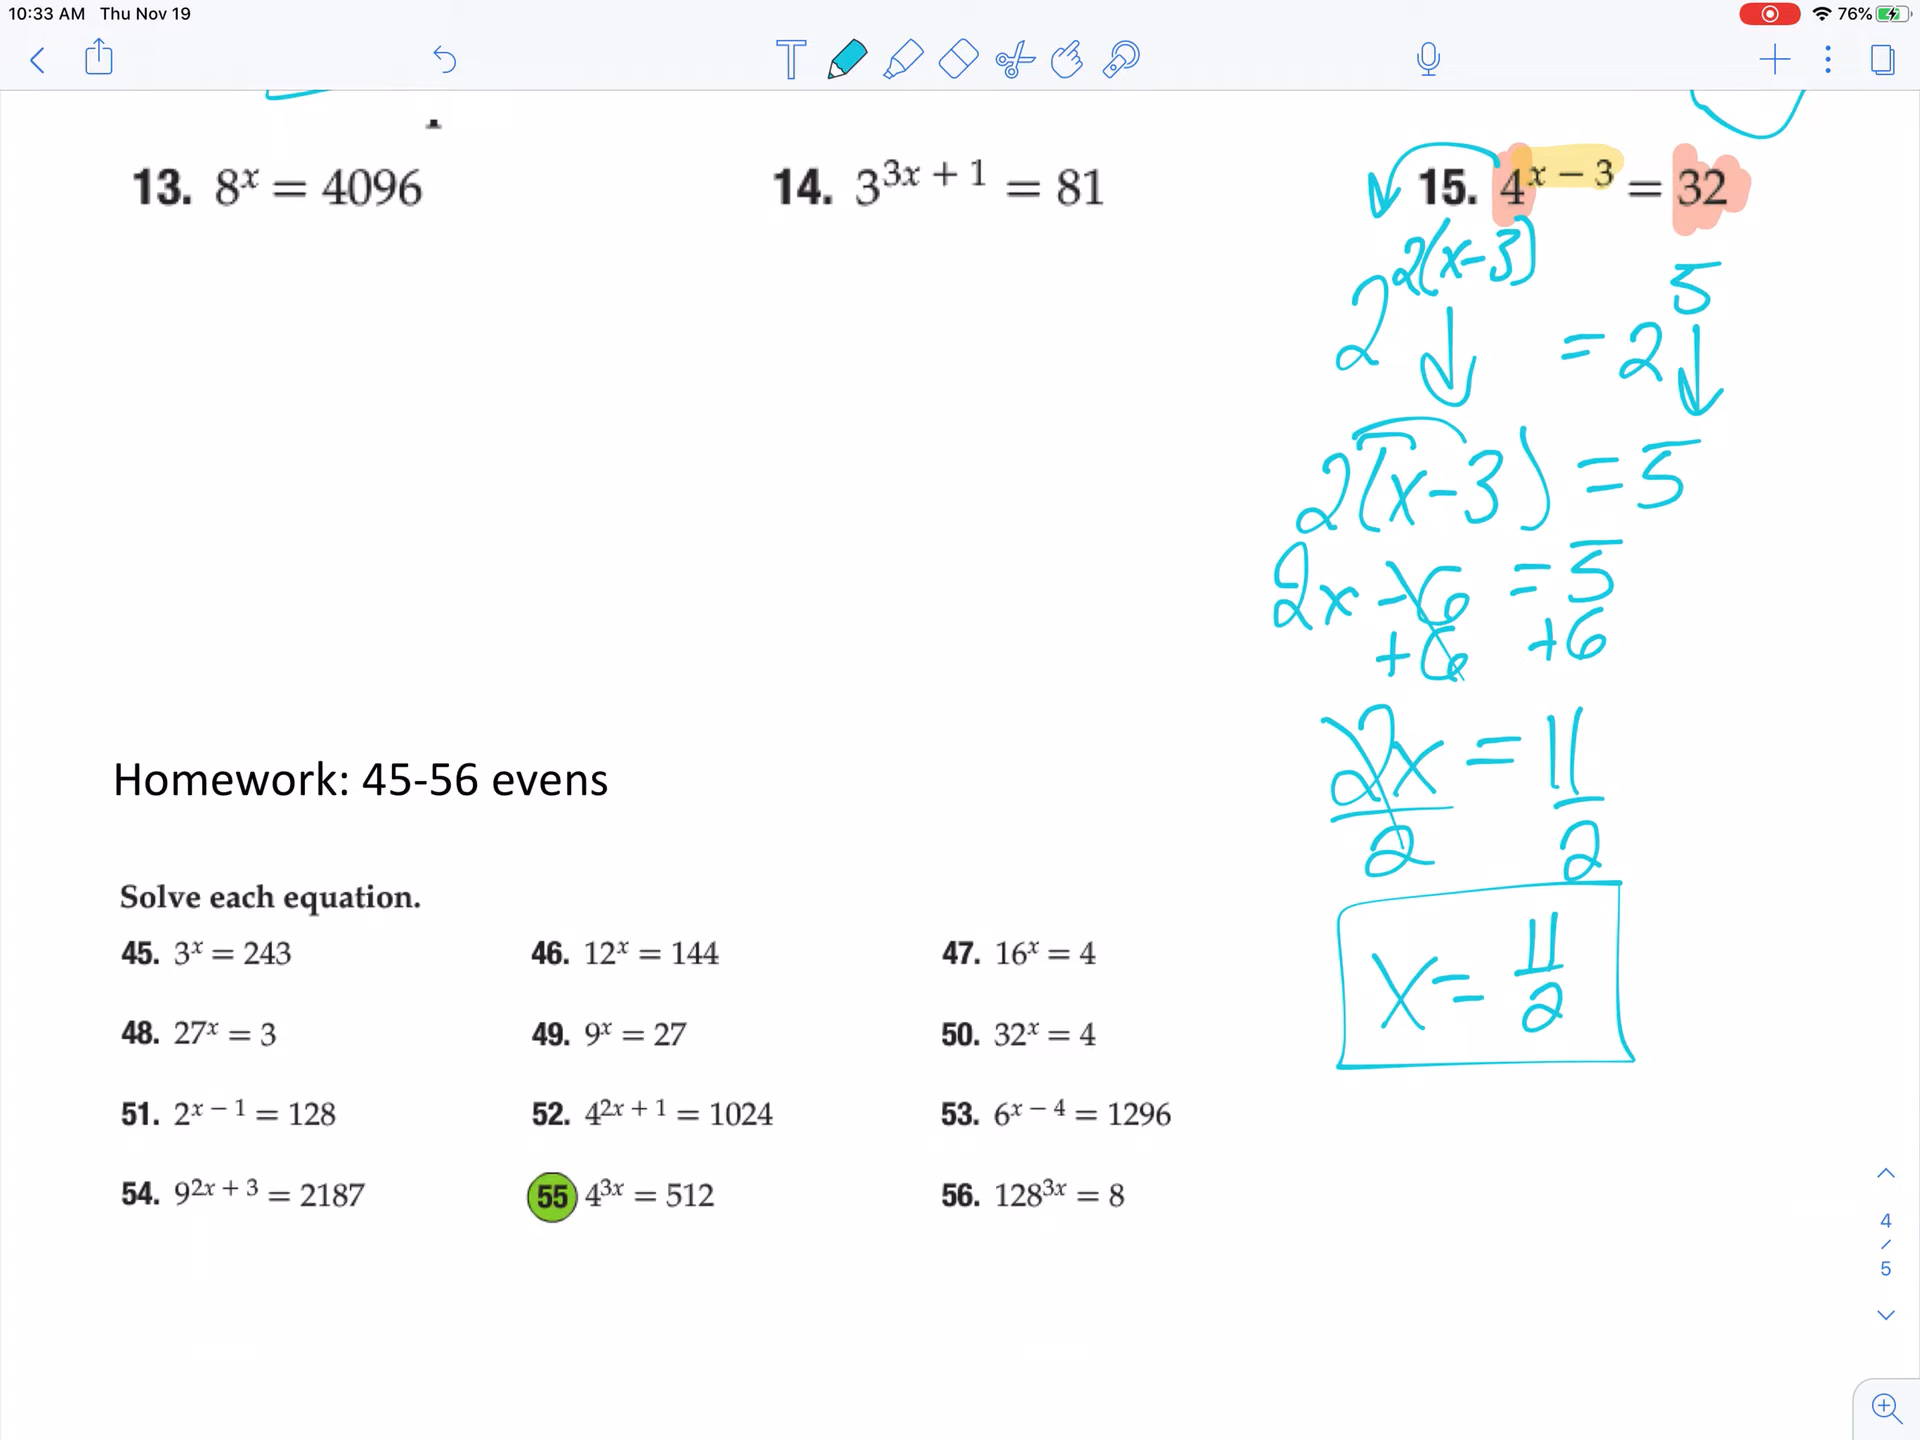 10:33 AM Thu Nov 19
76%
13. 8^x = 4096
14. 3^{3x + 1} = 81
15. 4^{x − 3} = 32
2^{2(x-3)} = 2^5
2(x-3) = 5
2x - 6 = 5
+6 +6
2x = 11
2 2
x = 11/2
Homework: 45-56 evens
Solve each equation.
45. 3^x = 243
46. 12^x = 144
47. 16^x = 4
48. 27^x = 3
49. 9^x = 27
50. 32^x = 4
51. 2^{x − 1} = 128
52. 4^{2x + 1} = 1024
53. 6^{x − 4} = 1296
54. 9^{2x + 3} = 2187
55 4^{3x} = 512
56. 128^{3x} = 8
4
/
5